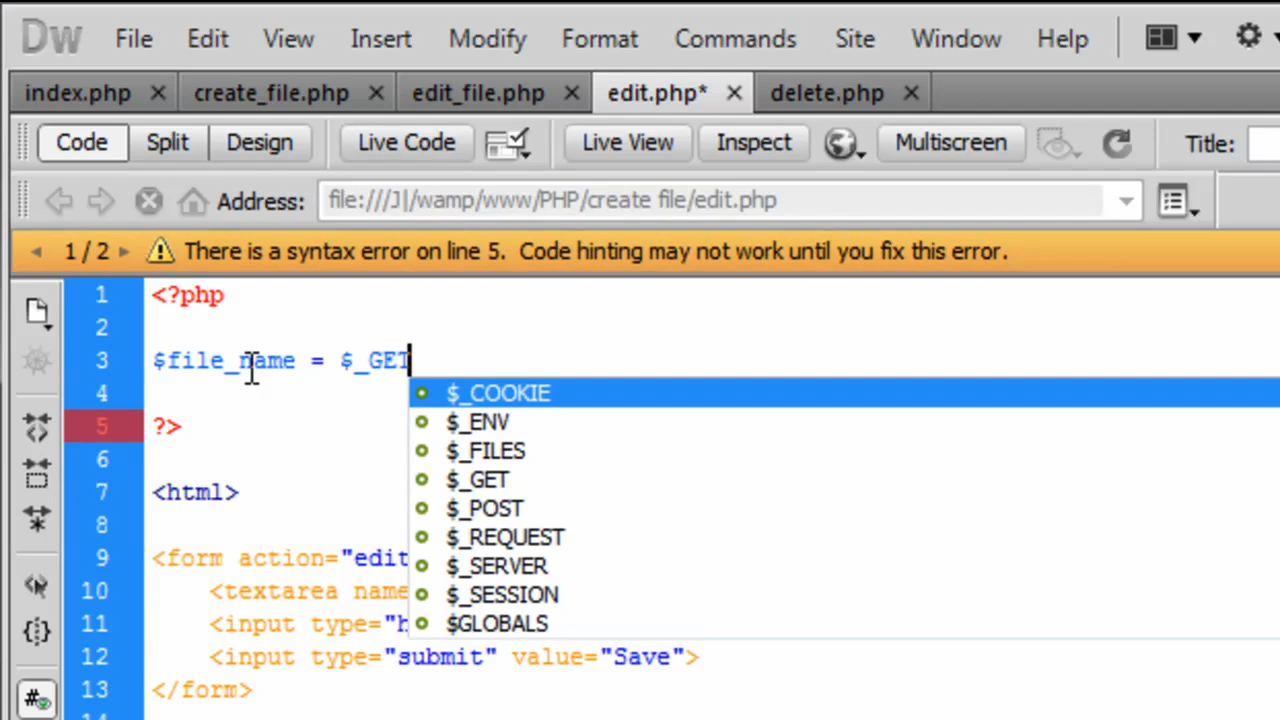 Dw File Edit View Insert Modify Format Commands Site Window Help
index.php create_file.php edit_file.php edit.php* delete.php
Code Split Design Live Code Live View Inspect Multiscreen Title:
Address: file:///J|/wamp/www/PHP/create file/edit.php
1 / 2 There is a syntax error on line 5. Code hinting may not work until you fix this error.
1 <?php
2
3 $file_name = $_GET
4 $_COOKIE
$_ENV
5 ?>
$_FILES
6
$_GET
7 <html>
$_POST
8
$_REQUEST
9 <form action="edit
$_SERVER
10 <textarea name
$_SESSION
11 <input type="h
$GLOBALS
12 <input type="submit" value="Save">
13 </form>
14